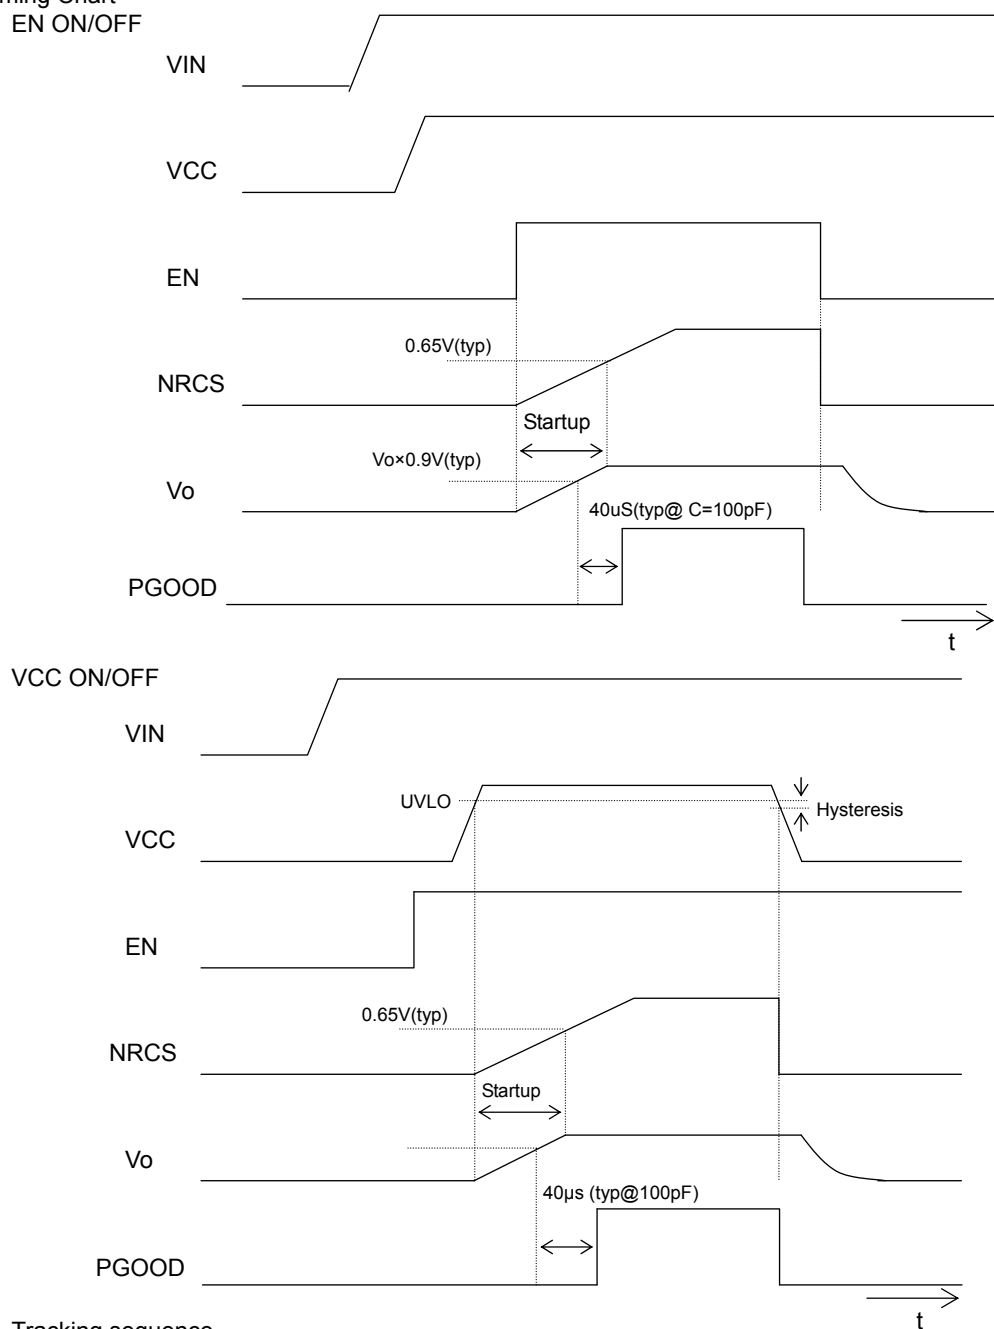 EN ON/OFF
VIN
VCC
EN
0.65V(typ)
NRCS
Startup
Vo×0.9V(typ)
Vo
40uS(typ@ C=100pF)
PGOOD
t
VCC ON/OFF
VIN
UVLO
Hysteresis
VCC
EN
0.65V(typ)
NRCS
Startup
Vo
40μs (typ@100pF)
PGOOD
t